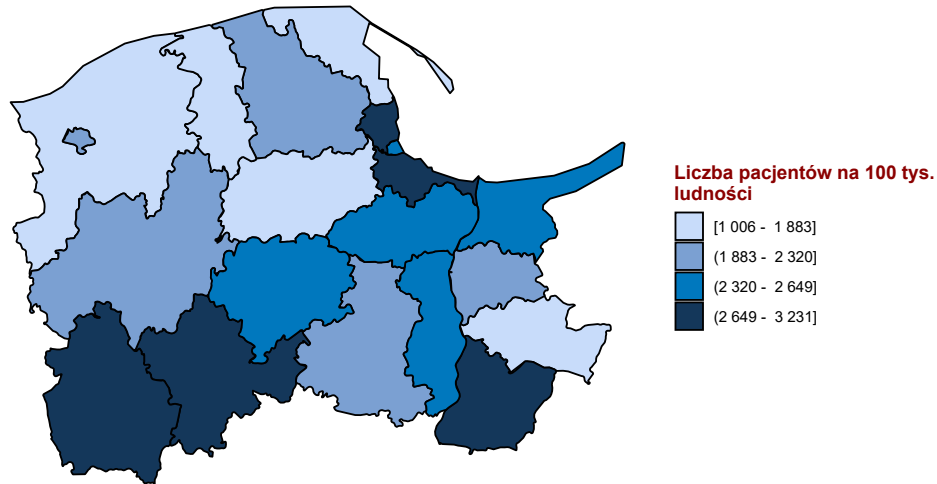 Liczba pacjentów na 100 tys.
ludności
[1 006 - 1 883]
(1 883 - 2 320]
(2 320 - 2 649]
(2 649 - 3 231]